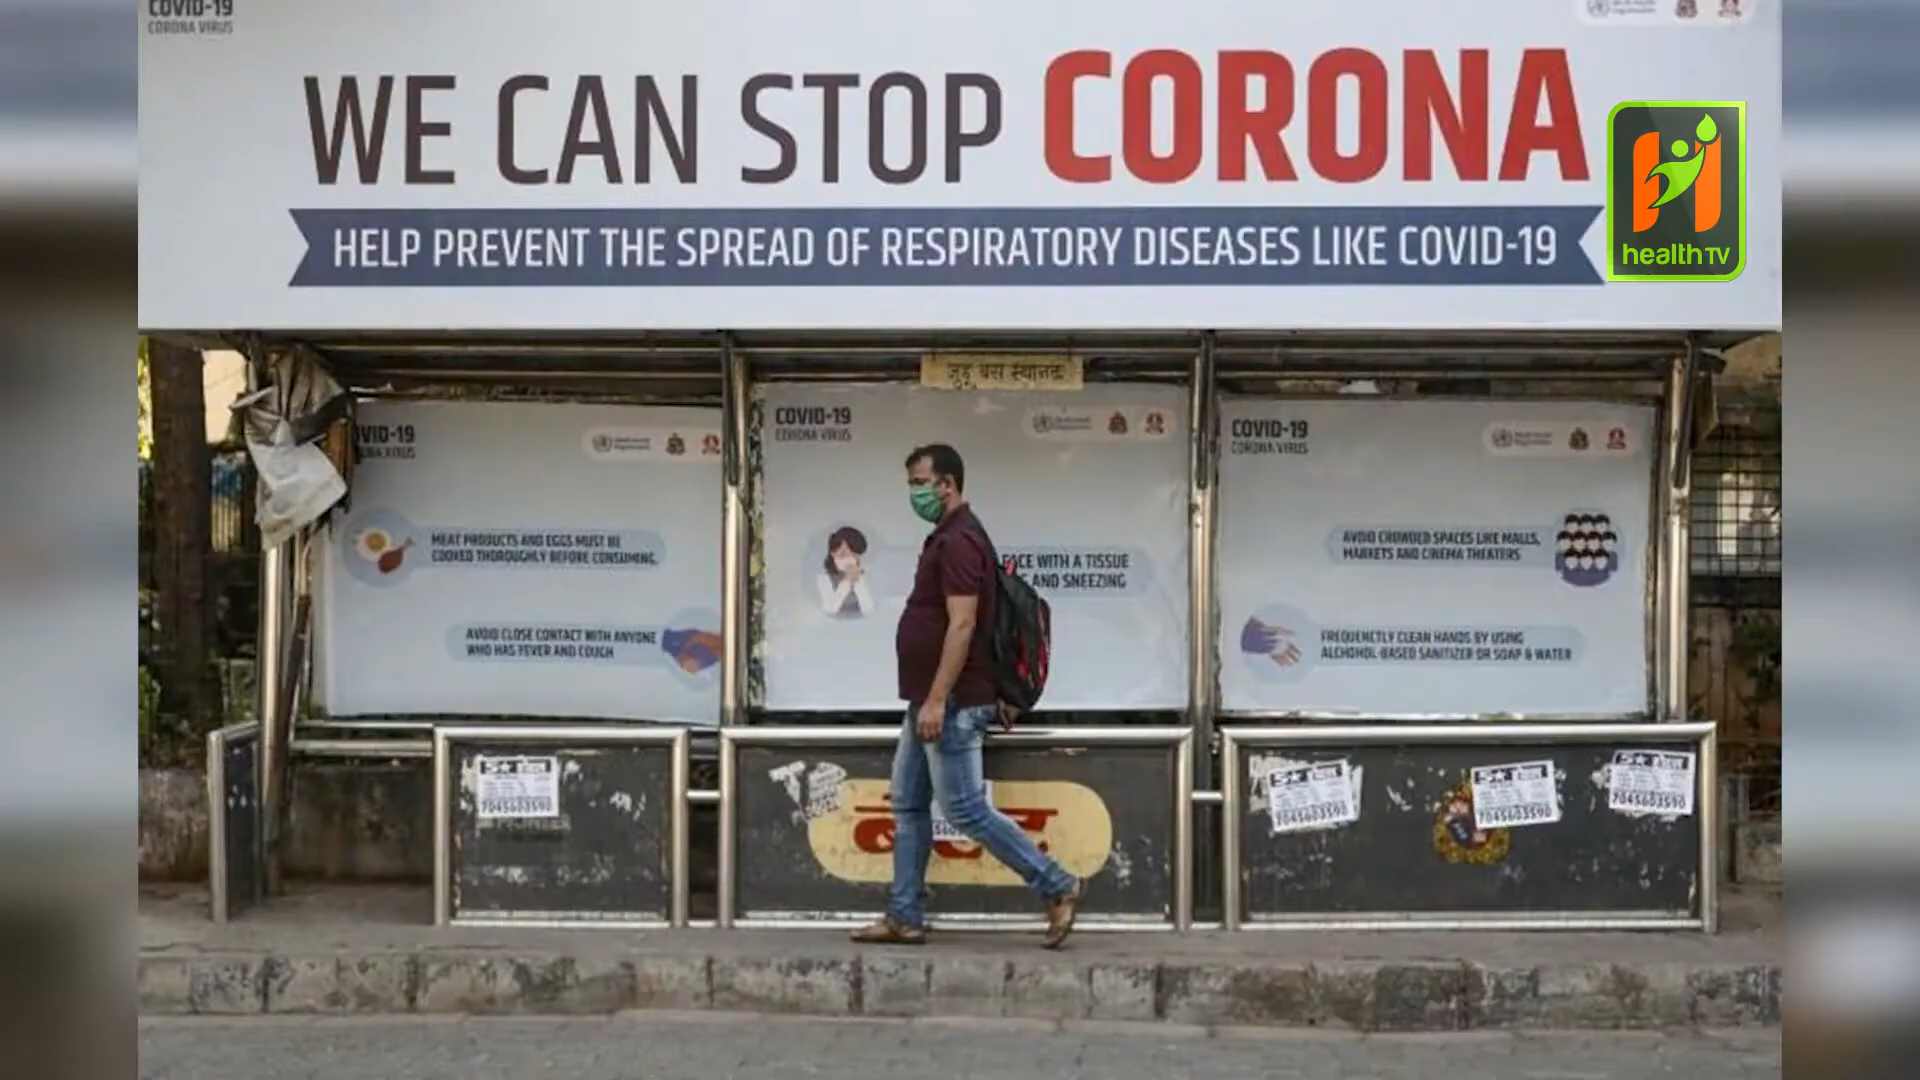 COVID-19
CORONA VIRUS
WE CAN STOP CORONA
HELP PREVENT THE SPREAD OF RESPIRATORY DISEASES LIKE COVID-19
health TV
जुहू बस स्थानक
VID-19
NA VIRUS
MEAT PRODUCTS AND EGGS MUST BE
COOKED THOROUGHLY BEFORE CONSUMING.
AVOID CLOSE CONTACT WITH ANYONE
WHO HAS FEVER AND COUGH
COVID-19
CORONA VIRUS
FACE WITH A TISSUE
AND SNEEZING
COVID-19
CORONA VIRUS
AVOID CROWDED SPACES LIKE MALLS,
MARKETS AND CINEMA THEATERS
FREQUENCTLY CLEAN HANDS BY USING
ALCHOHOL-BASED SANITIZER OR SOAP & WATER
7045603590
7045603590
7045603590
7045603590